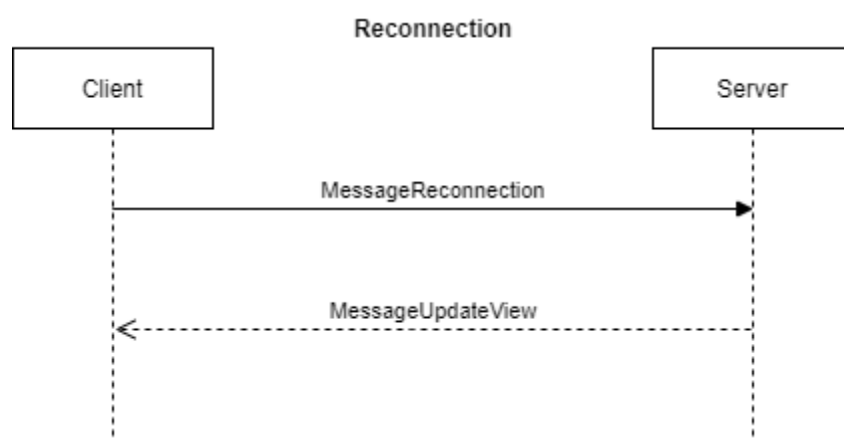 Reconnection
Client
Server
MessageReconnection
MessageUpdateView